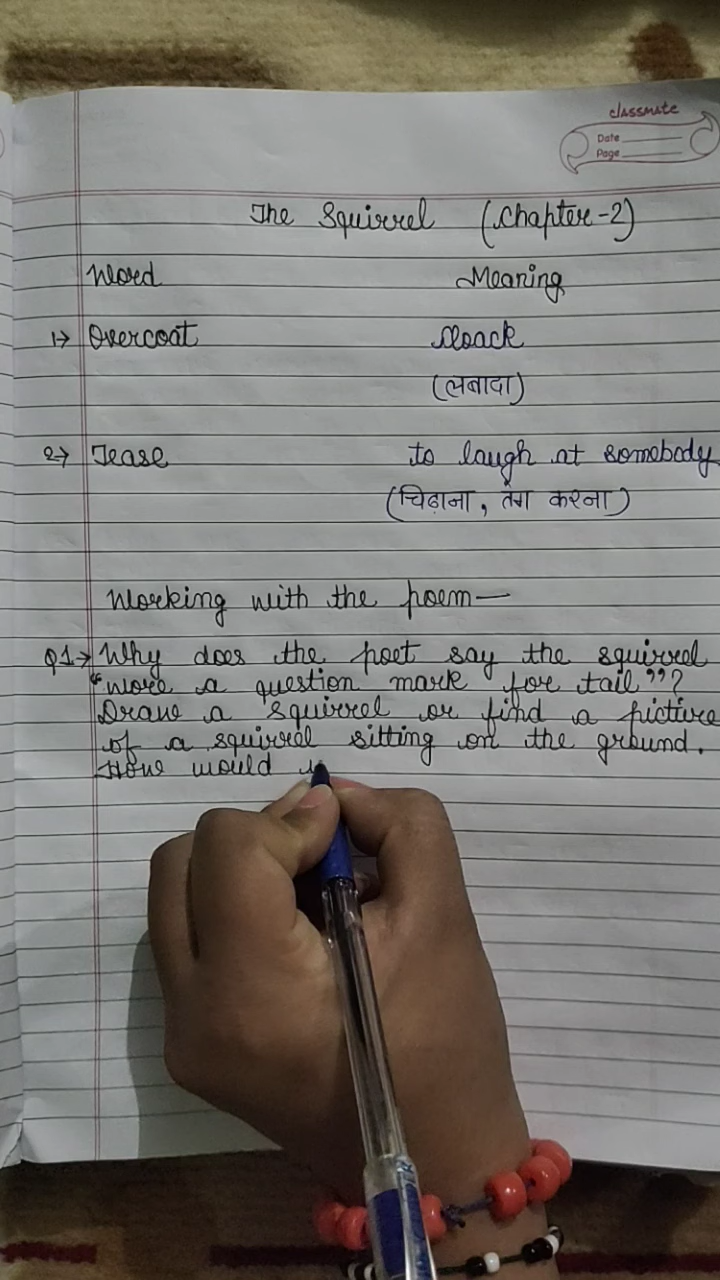 classmate
Date
Page
The Squirrel (Chapter-2)
Word Meaning
1→ Overcoat cloack
(लबादा)
2→ Tease to laugh at somebody
(चिढ़ाना, तंग करना)
Working with the poem—
Q1→ Why does the poet say the squirrel
"wore a question mark for tail"?
Draw a squirrel or find a picture
of a squirrel sitting on the ground.
How would